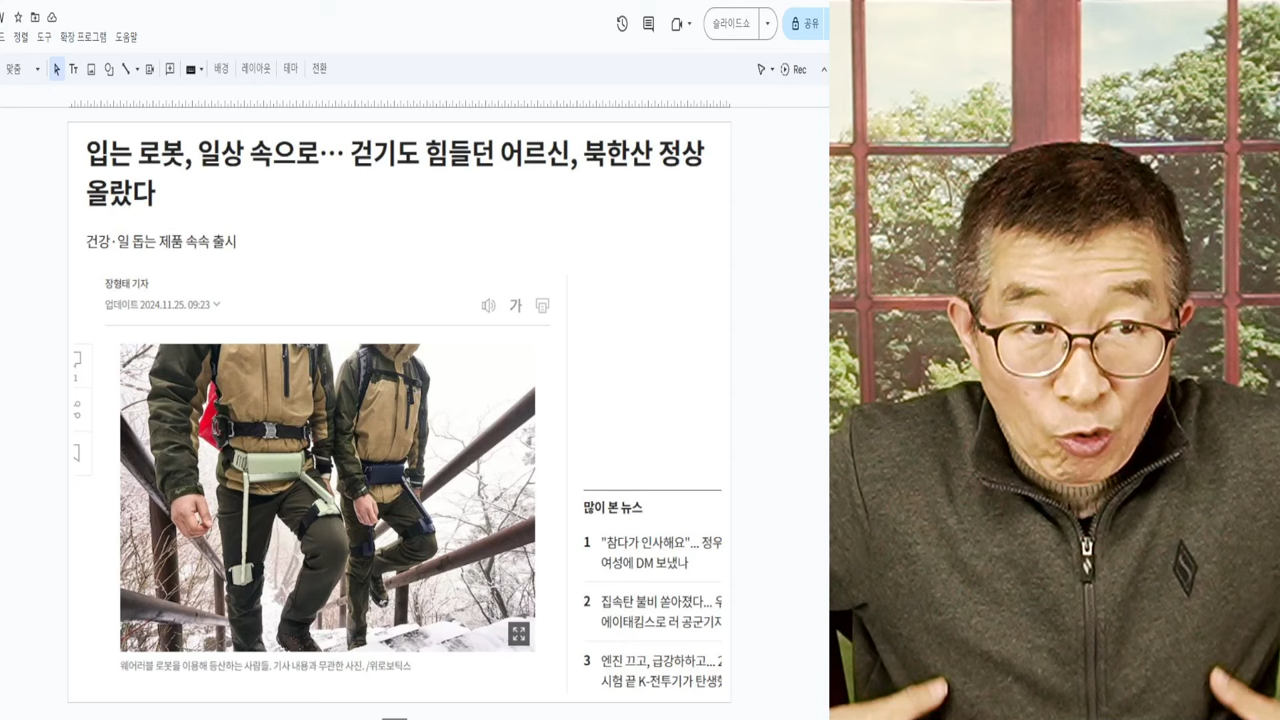 정렬 도구 확장 프로그램 도움말
슬라이드쇼
공유
맞춤
Tт
배경 레이아웃 테마 전환
Rec
입는 로봇, 일상 속으로… 걷기도 힘들던 어르신, 북한산 정상
올랐다
건강·일 돕는 제품 속속 출시
장형태 기자
업데이트 2024.11.25. 09:23
가
1
웨어러블 로봇을 이용해 등산하는 사람들. 기사 내용과 무관한 사진. /위로보틱스
많이 본 뉴스
1 "참다가 인사해요"... 정우
여성에 DM 보냈나
2 집속탄 불비 쏟아졌다... 우
에이태킴스로 러 공군기지
3 엔진 끄고, 급강하하고... 2
시험 끝 K-전투기가 탄생했